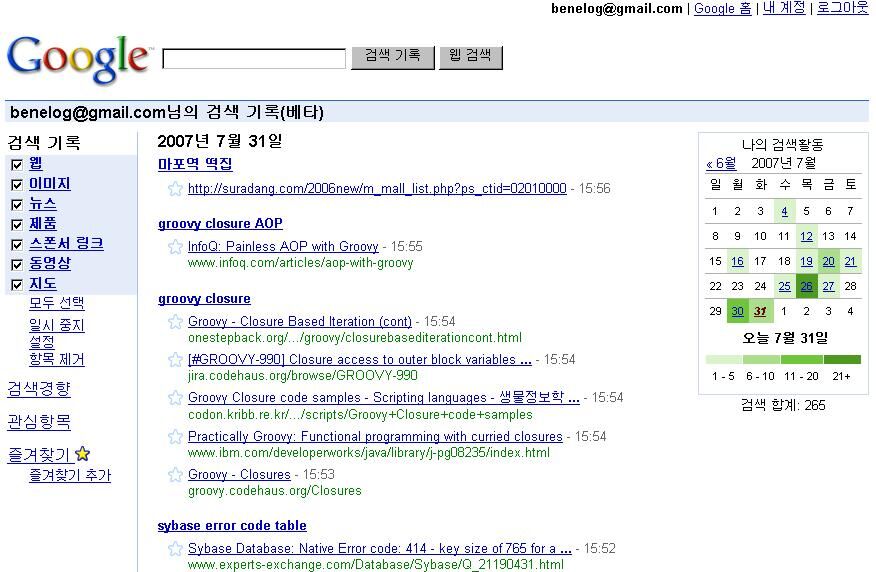 benelog@gmail.com | Google 홈 | 내 계정 | 로그아웃
Google™ 검색 기록 웹 검색
benelog@gmail.com님의 검색 기록(베타)
검색 기록
웹
이미지
뉴스
제품
스폰서 링크
동영상
지도
모두 선택
일시 중지
설정
항목 제거
검색경향
관심항목
즐겨찾기
즐겨찾기 추가
2007년 7월 31일
마포역 떡집
http://suradang.com/2006new/m_mall_list.php?ps_ctid=02010000 - 15:56
groovy closure AOP
InfoQ: Painless AOP with Groovy - 15:55
www.infoq.com/articles/aop-with-groovy
groovy closure
Groovy - Closure Based Iteration (cont) - 15:54
onestepback.org/.../groovy/closurebasediterationcont.html
[#GROOVY-990] Closure access to outer block variables ... - 15:54
jira.codehaus.org/browse/GROOVY-990
Groovy Closure code samples - Scripting languages - 생물정보학 ... - 15:54
codon.kribb.re.kr/.../scripts/Groovy+Closure+code+samples
Practically Groovy: Functional programming with curried closures - 15:54
www.ibm.com/developerworks/java/library/j-pg08235/index.html
Groovy - Closures - 15:53
groovy.codehaus.org/Closures
sybase error code table
Sybase Database: Native Error code: 414 - key size of 765 for a ... - 15:52
www.experts-exchange.com/Database/Sybase/Q_21190431.html
나의 검색활동
« 6월 2007년 7월
일 월 화 수 목 금 토
1 2 3 4 5 6 7
8 9 10 11 12 13 14
15 16 17 18 19 20 21
22 23 24 25 26 27 28
29 30 31 1 2 3 4
오늘 7월 31일
1 - 5 6 - 10 11 - 20 21+
검색 합계: 265